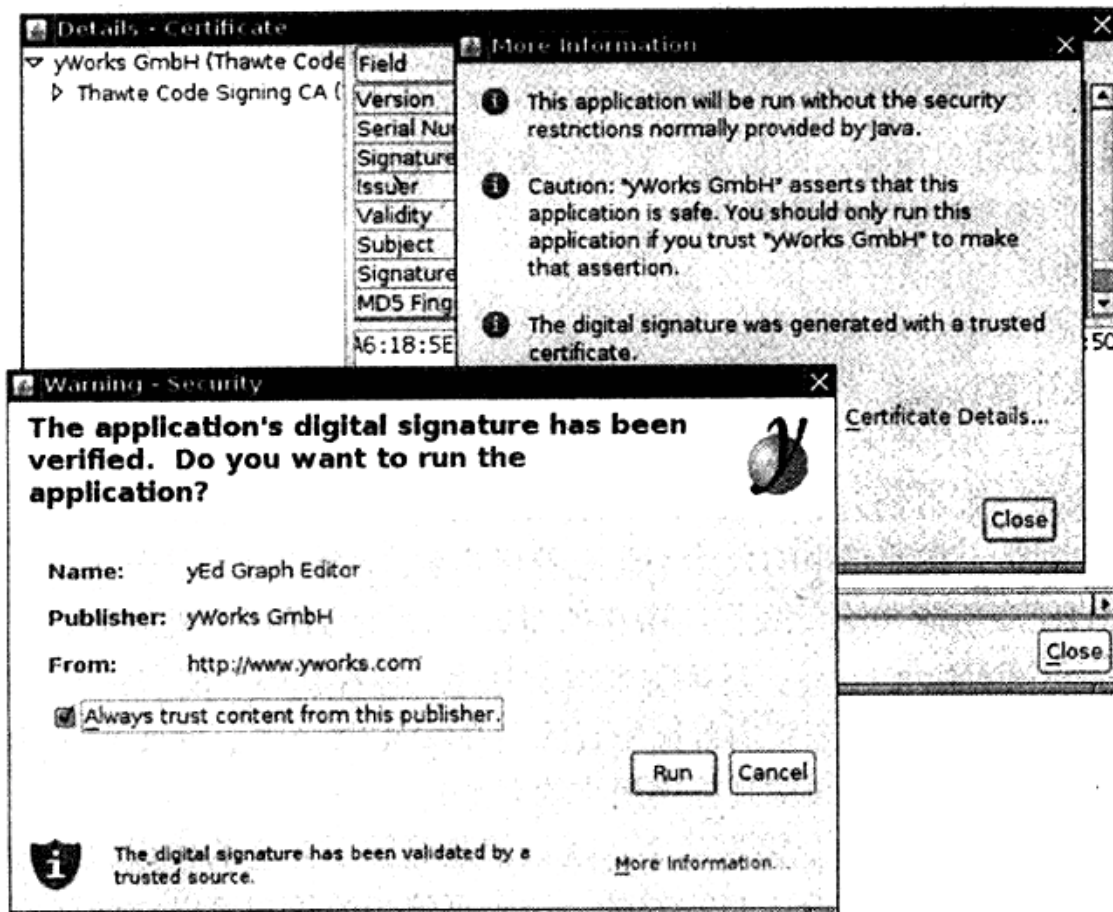 Details - Certificate
yWorks GmbH (Thawte Code
Thawte Code Signing CA (
Field
Version
Serial Nu
Signature
Issuer
Validity
Subject
Signature
MD5 Fing
A6:18:5E
:50
Close
More Information
This application will be run without the security
restrictions normally provided by Java.
Caution: "yWorks GmbH" asserts that this
application is safe. You should only run this
application if you trust "yWorks GmbH" to make
that assertion.
The digital signature was generated with a trusted
certificate.
Certificate Details...
Close
Warning - Security
The application's digital signature has been
verified. Do you want to run the
application?
Name: yEd Graph Editor
Publisher: yWorks GmbH
From: http://www.yworks.com
Always trust content from this publisher.
Run Cancel
The digital signature has been validated by a
trusted source.
More Information...